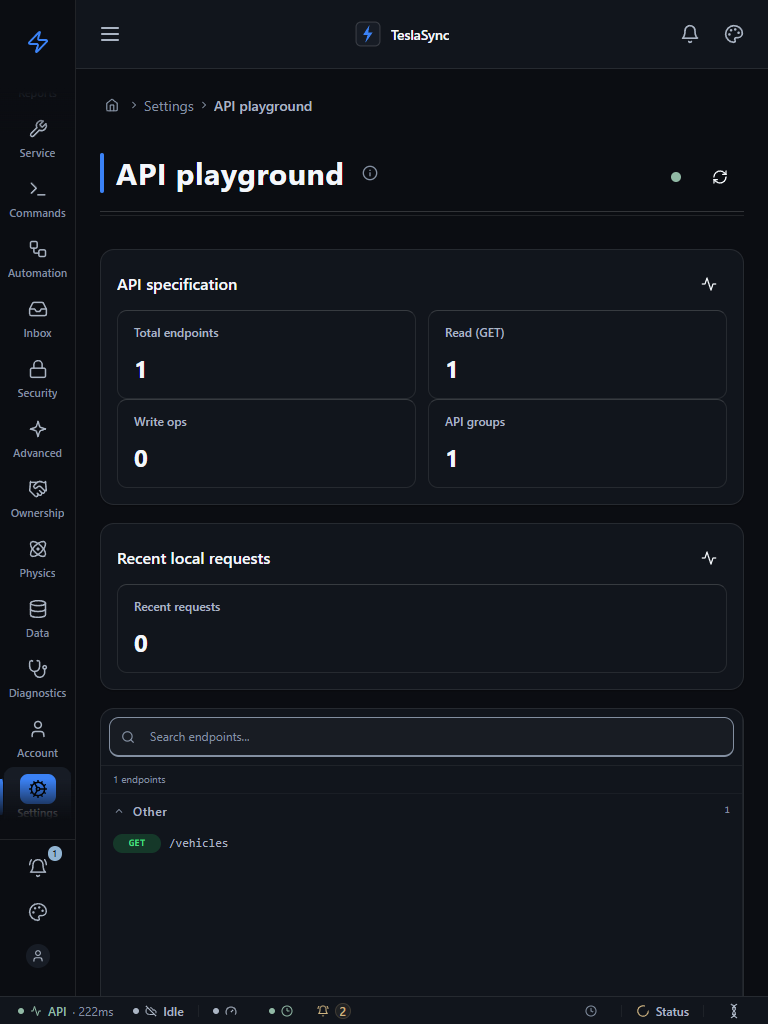 TeslaSync
Settings
API playground
API playground
Reports
Service
Commands
Automation
Inbox
Security
Advanced
Ownership
Physics
Data
Diagnostics
Account
Settings
1
API specification
Total endpoints
1
Read (GET)
1
Write ops
0
API groups
1
Recent local requests
Recent requests
0
Search endpoints...
1 endpoints
Other
1
GET /vehicles
API · 222ms
Idle
2
Status